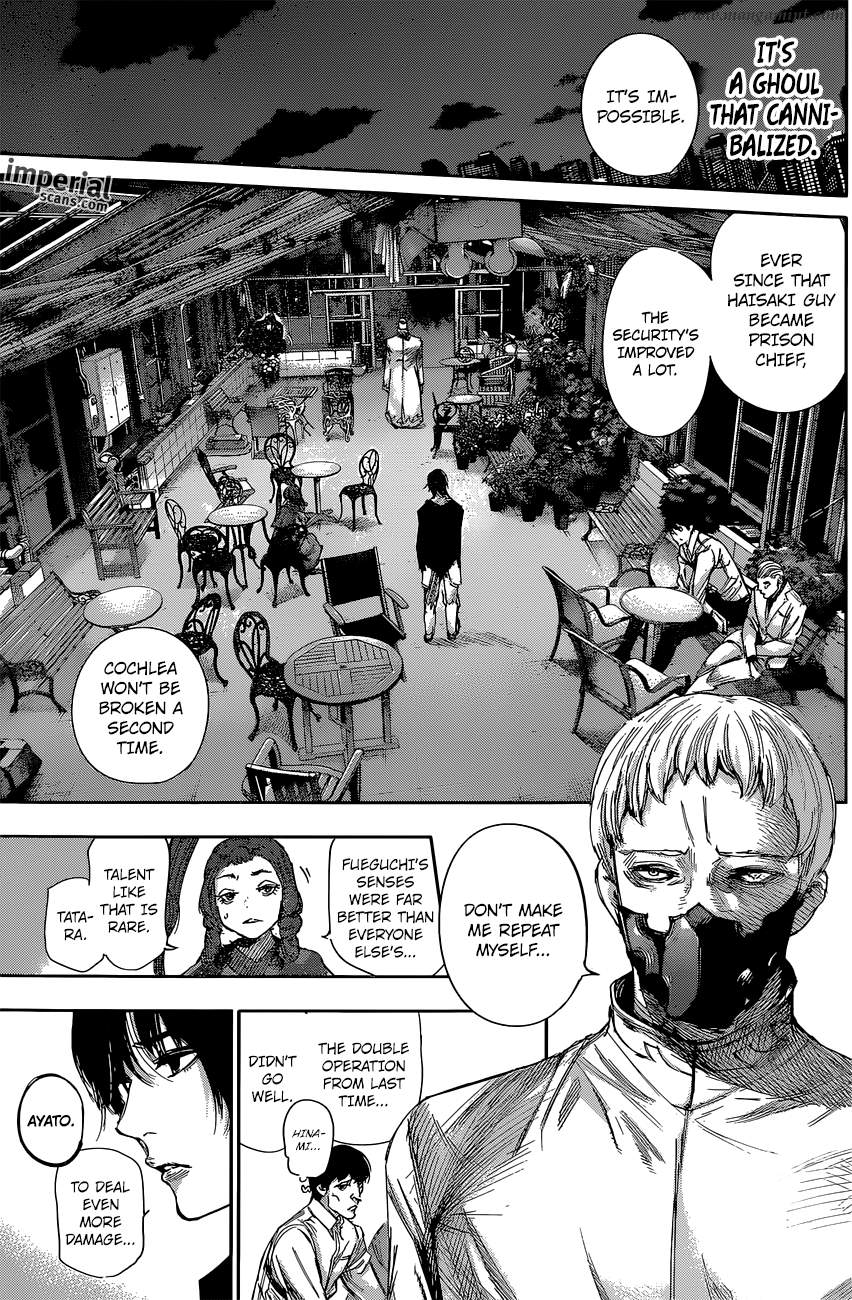 IT'S
A GHOUL
THAT CANNI-
BALIZED.
IT'S IM-
POSSIBLE.
imperial
scans.com
EVER
SINCE THAT
HAISAKI GUY
BECAME
PRISON
CHIEF,
THE
SECURITY'S
IMPROVED
A LOT.
COCHLEA
WON'T BE
BROKEN A
SECOND
TIME.
DON'T MAKE
ME REPEAT
MYSELF...
FUEGUCHI'S
SENSES
WERE FAR
BETTER THAN
EVERYONE
ELSE'S...
TALENT
LIKE
THAT IS
RARE.
TATA-
RA.
THE DOUBLE
OPERATION
FROM LAST
TIME...
DIDN'T
GO
WELL.
HINA-
MI...
AYATO.
TO DEAL
EVEN
MORE
DAMAGE...